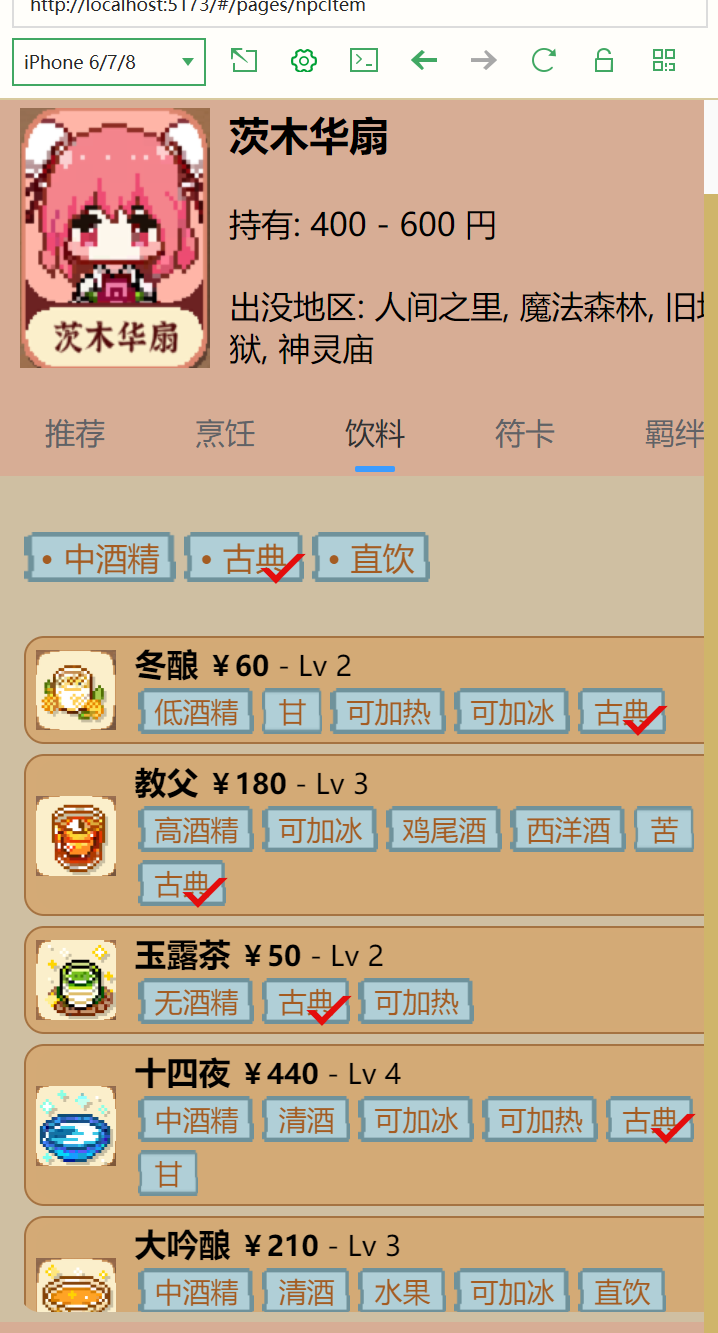 http://localhost:5173/#/pages/npcItem
iPhone 6/7/8
茨木华扇
茨木华扇
持有: 400 - 600 円
出没地区: 人间之里, 魔法森林, 旧地
狱, 神灵庙
推荐 烹饪 饮料 符卡 羁绊
• 中酒精 • 古典 • 直饮
冬酿 ￥60 - Lv 2
低酒精 甘 可加热 可加冰 古典
教父 ￥180 - Lv 3
高酒精 可加冰 鸡尾酒 西洋酒 苦
古典
玉露茶 ￥50 - Lv 2
无酒精 古典 可加热
十四夜 ￥440 - Lv 4
中酒精 清酒 可加冰 可加热 古典
甘
大吟酿 ￥210 - Lv 3
中酒精 清酒 水果 可加冰 直饮